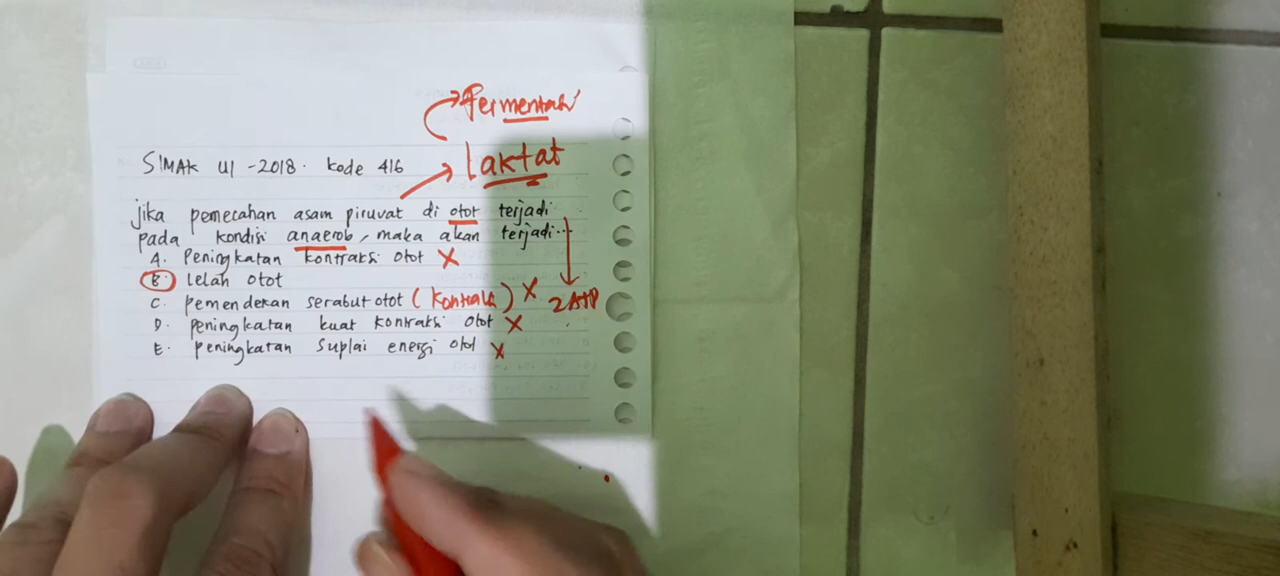 Fermentasi
laktat
SIMAK UI -2018. kode 416
jika pemecahan asam piruvat di otot terjadi
pada kondisi anaerob, maka akan terjadi...
A. Peningkatan kontraksi otot X
B. lelah otot
C. pemendekan serabut otot (kontraksi) X 2 ATP
D. peningkatan kuat kontraksi otot X
E. peningkatan suplai energi otot X